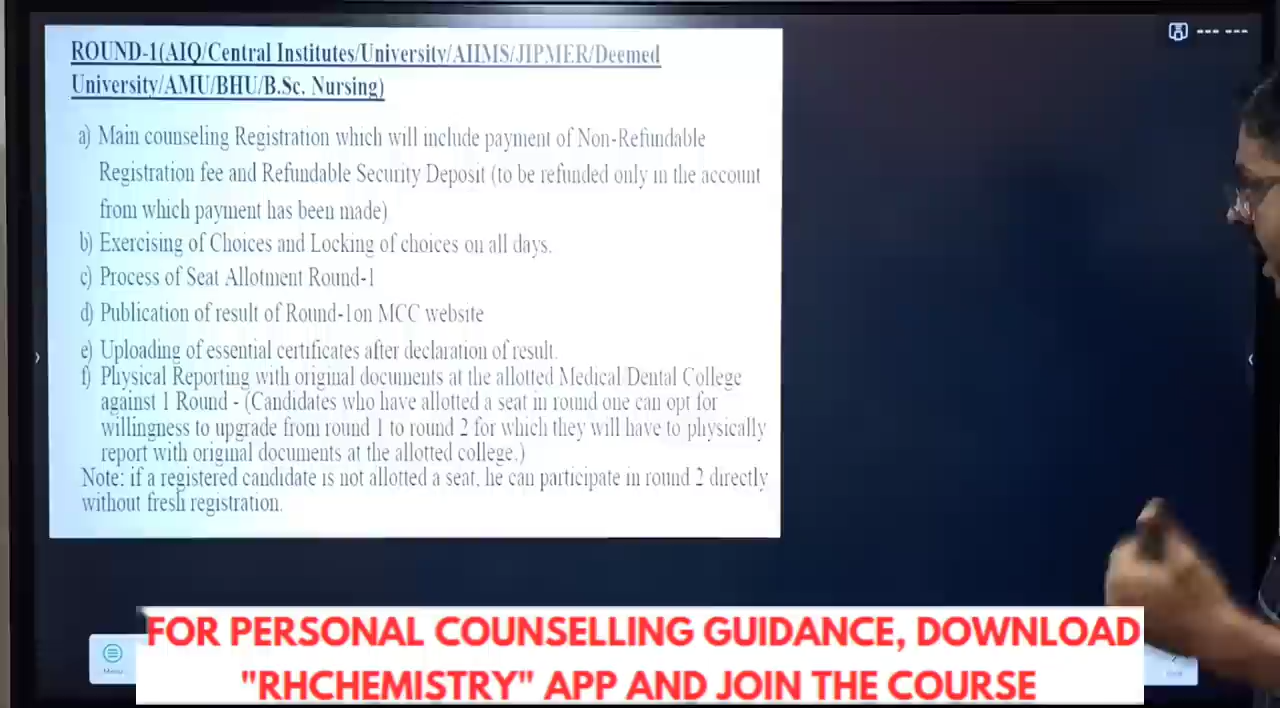 ROUND-1(AIQ/Central Institutes/University/AIIMS/JIPMER/Deemed
University/AMU/BHU/B.Sc. Nursing)
a) Main counseling Registration which will include payment of Non-Refundable
Registration fee and Refundable Security Deposit (to be refunded only in the account
from which payment has been made)
b) Exercising of Choices and Locking of choices on all days.
c) Process of Seat Allotment Round-1
d) Publication of result of Round-1on MCC website
e) Uploading of essential certificates after declaration of result.
f) Physical Reporting with original documents at the allotted Medical Dental College
against 1 Round - (Candidates who have allotted a seat in round one can opt for
willingness to upgrade from round 1 to round 2 for which they will have to physically
report with original documents at the allotted college.)
Note: if a registered candidate is not allotted a seat, he can participate in round 2 directly
without fresh registration.
Menu
FOR PERSONAL COUNSELLING GUIDANCE, DOWNLOAD
"RHCHEMISTRY" APP AND JOIN THE COURSE